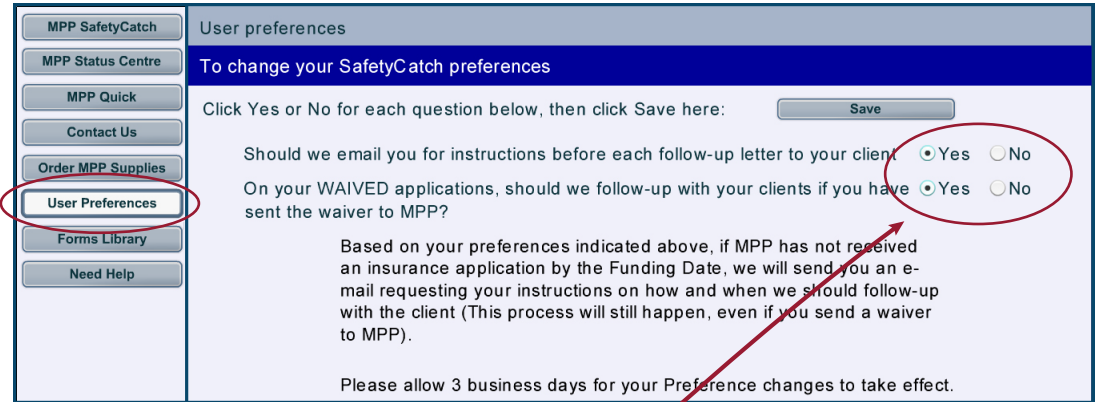 MPP SafetyCatch
MPP Status Centre
MPP Quick
Contact Us
Order MPP Supplies
User Preferences
Forms Library
Need Help
User preferences
To change your SafetyCatch preferences
Click Yes or No for each question below, then click Save here: Save
Should we email you for instructions before each follow-up letter to your client Yes No
On your WAIVED applications, should we follow-up with your clients if you have Yes No
sent the waiver to MPP?
Based on your preferences indicated above, if MPP has not received
an insurance application by the Funding Date, we will send you an e-
mail requesting your instructions on how and when we should follow-up
with the client (This process will still happen, even if you send a waiver
to MPP).
Please allow 3 business days for your Preference changes to take effect.